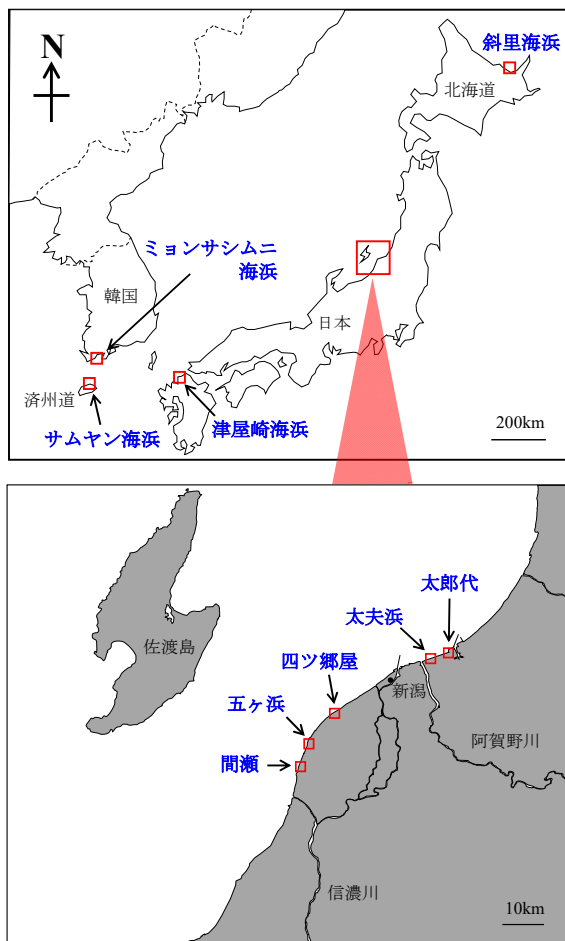 N
斜里海浜
北海道
ミョンサシムニ
海浜
韓国
日本
済州道
サムヤン海浜
津屋崎海浜
200km
太郎代
太夫浜
佐渡島
四ツ郷屋
新潟
五ヶ浜
阿賀野川
間瀬
信濃川
10km